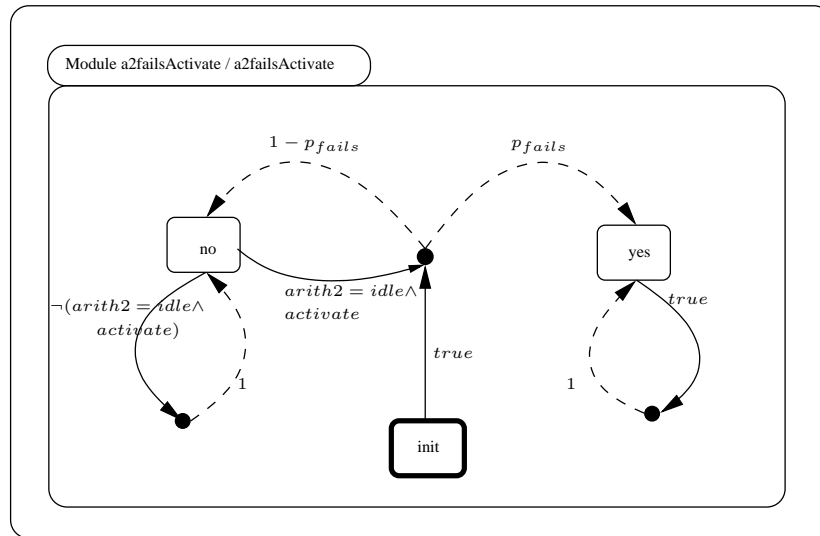 Module a2failsActivate / a2failsActivate
1 − p_fails
p_fails
no
yes
arith2 = idle∧
activate
¬(arith2 = idle∧
activate)
true
true
1
1
init